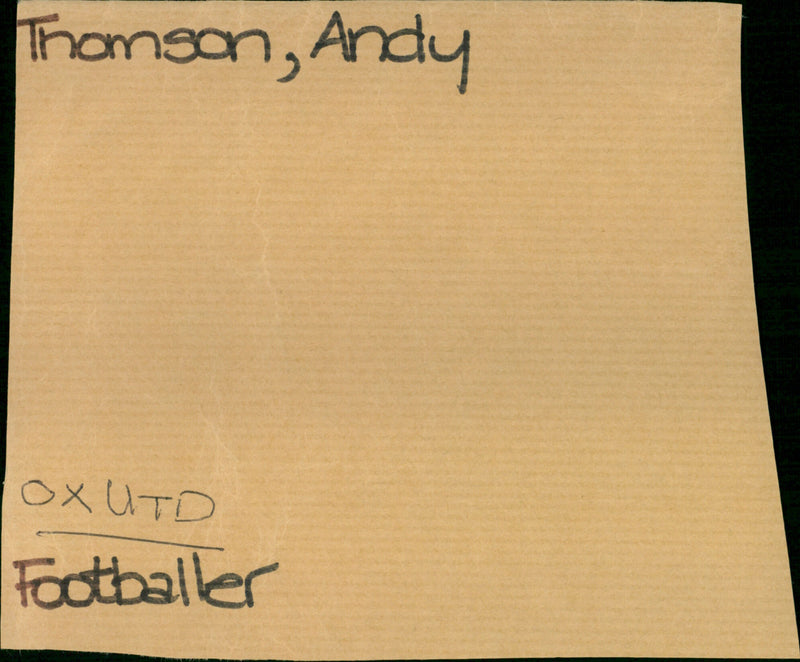 Thomson, Andy
OX UTD
Footballer